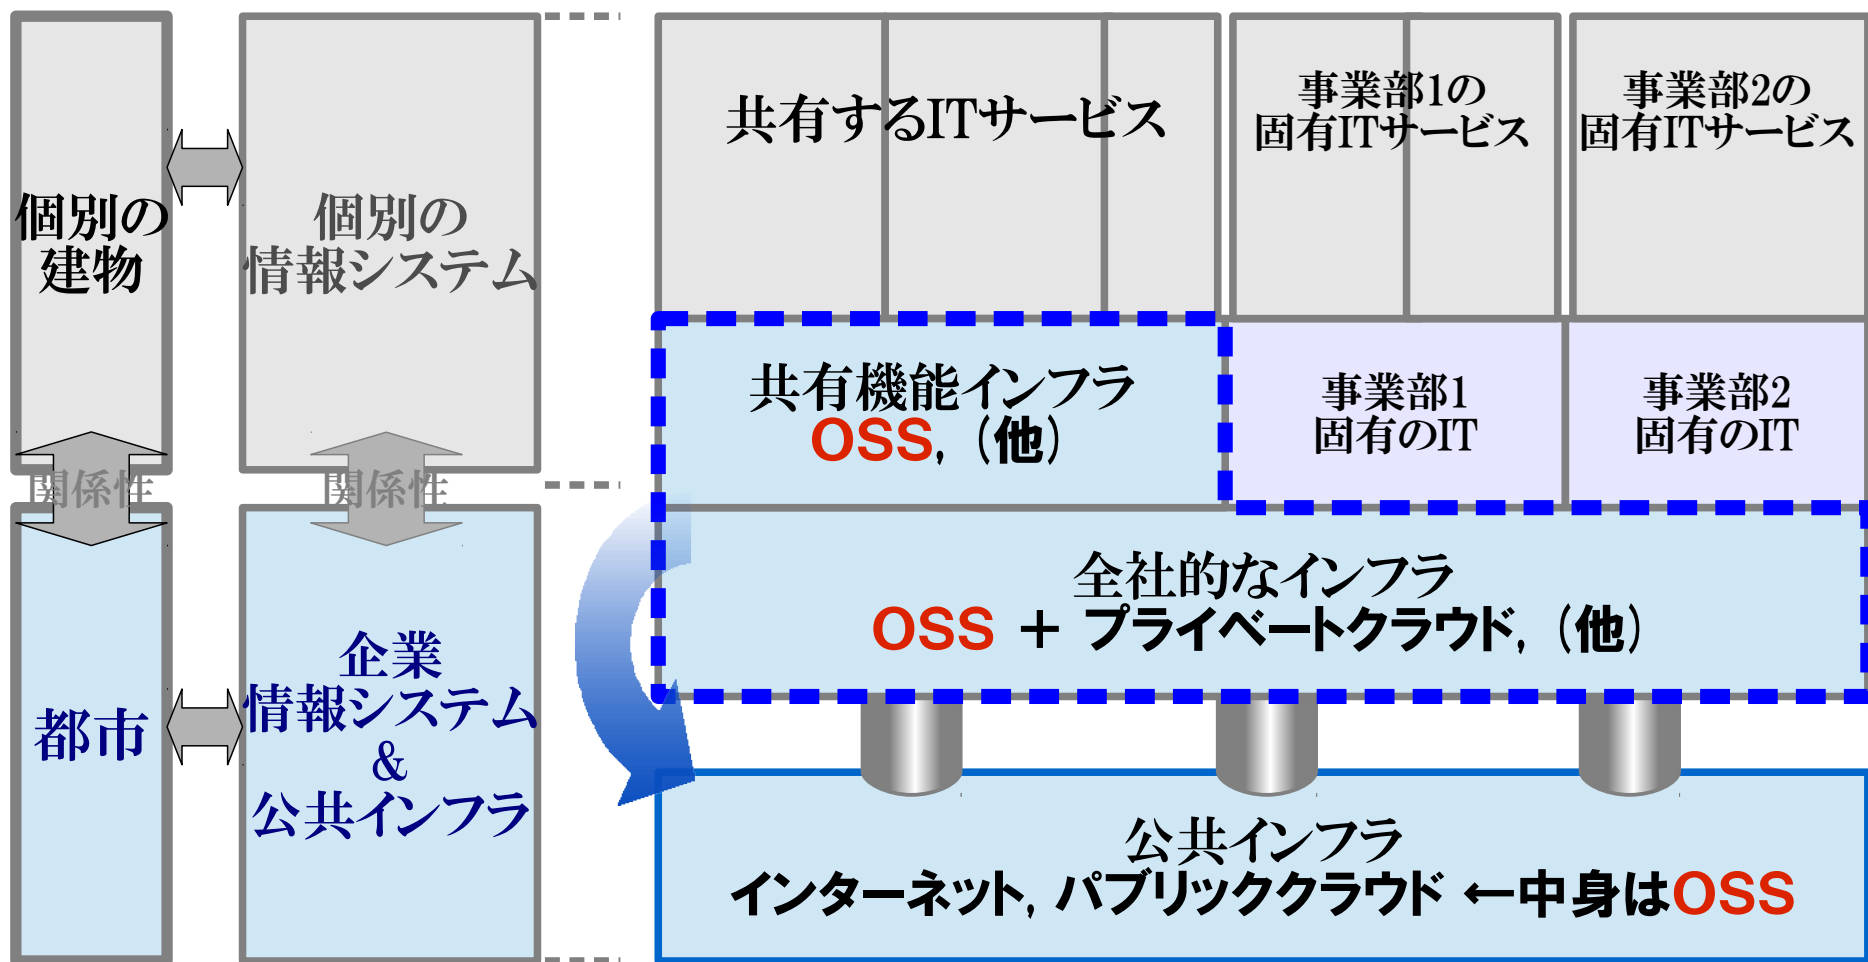 個別の
建物
関係性
都市
個別の
情報システム
関係性
企業
情報システム
&
公共インフラ
共有するITサービス
事業部1の
固有ITサービス
事業部2の
固有ITサービス
共有機能インフラ
OSS, (他)
事業部1
固有のIT
事業部2
固有のIT
全社的なインフラ
OSS + プライベートクラウド, (他)
公共インフラ
インターネット, パブリッククラウド ←中身はOSS